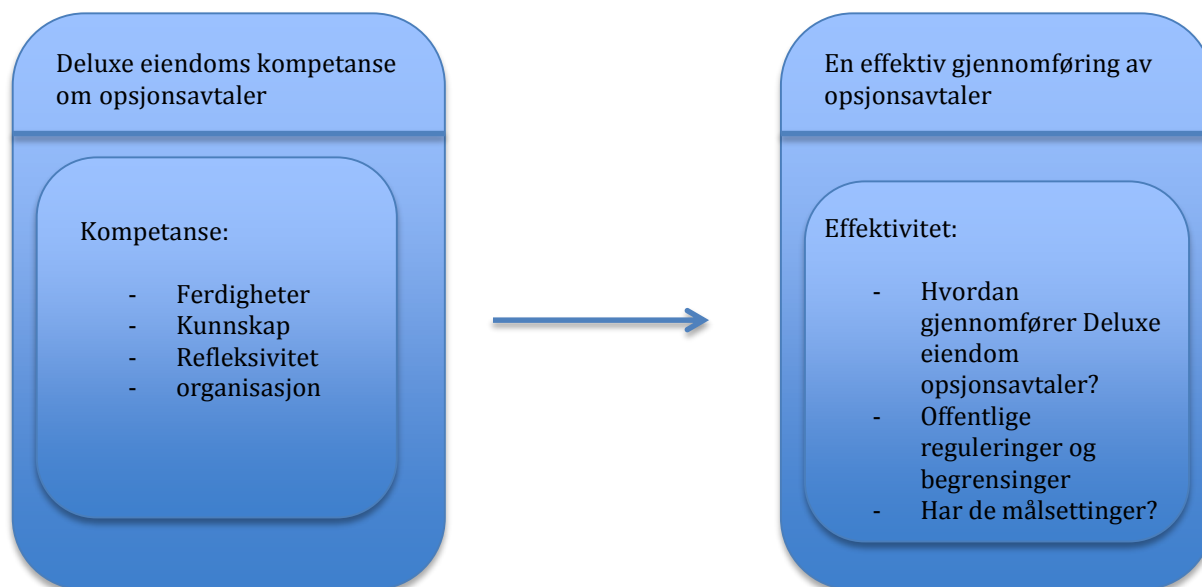 Deluxe eiendoms kompetanse
om opsjonsavtaler
Kompetanse:
- Ferdigheter
- Kunnskap
- Refleksivitet
- organisasjon
En effektiv gjennomføring av
opsjonsavtaler
Effektivitet:
- Hvordan
gjennomfører Deluxe
eiendom
opsjonsavtaler?
- Offentlige
reguleringer og
begrensinger
- Har de målsettinger?